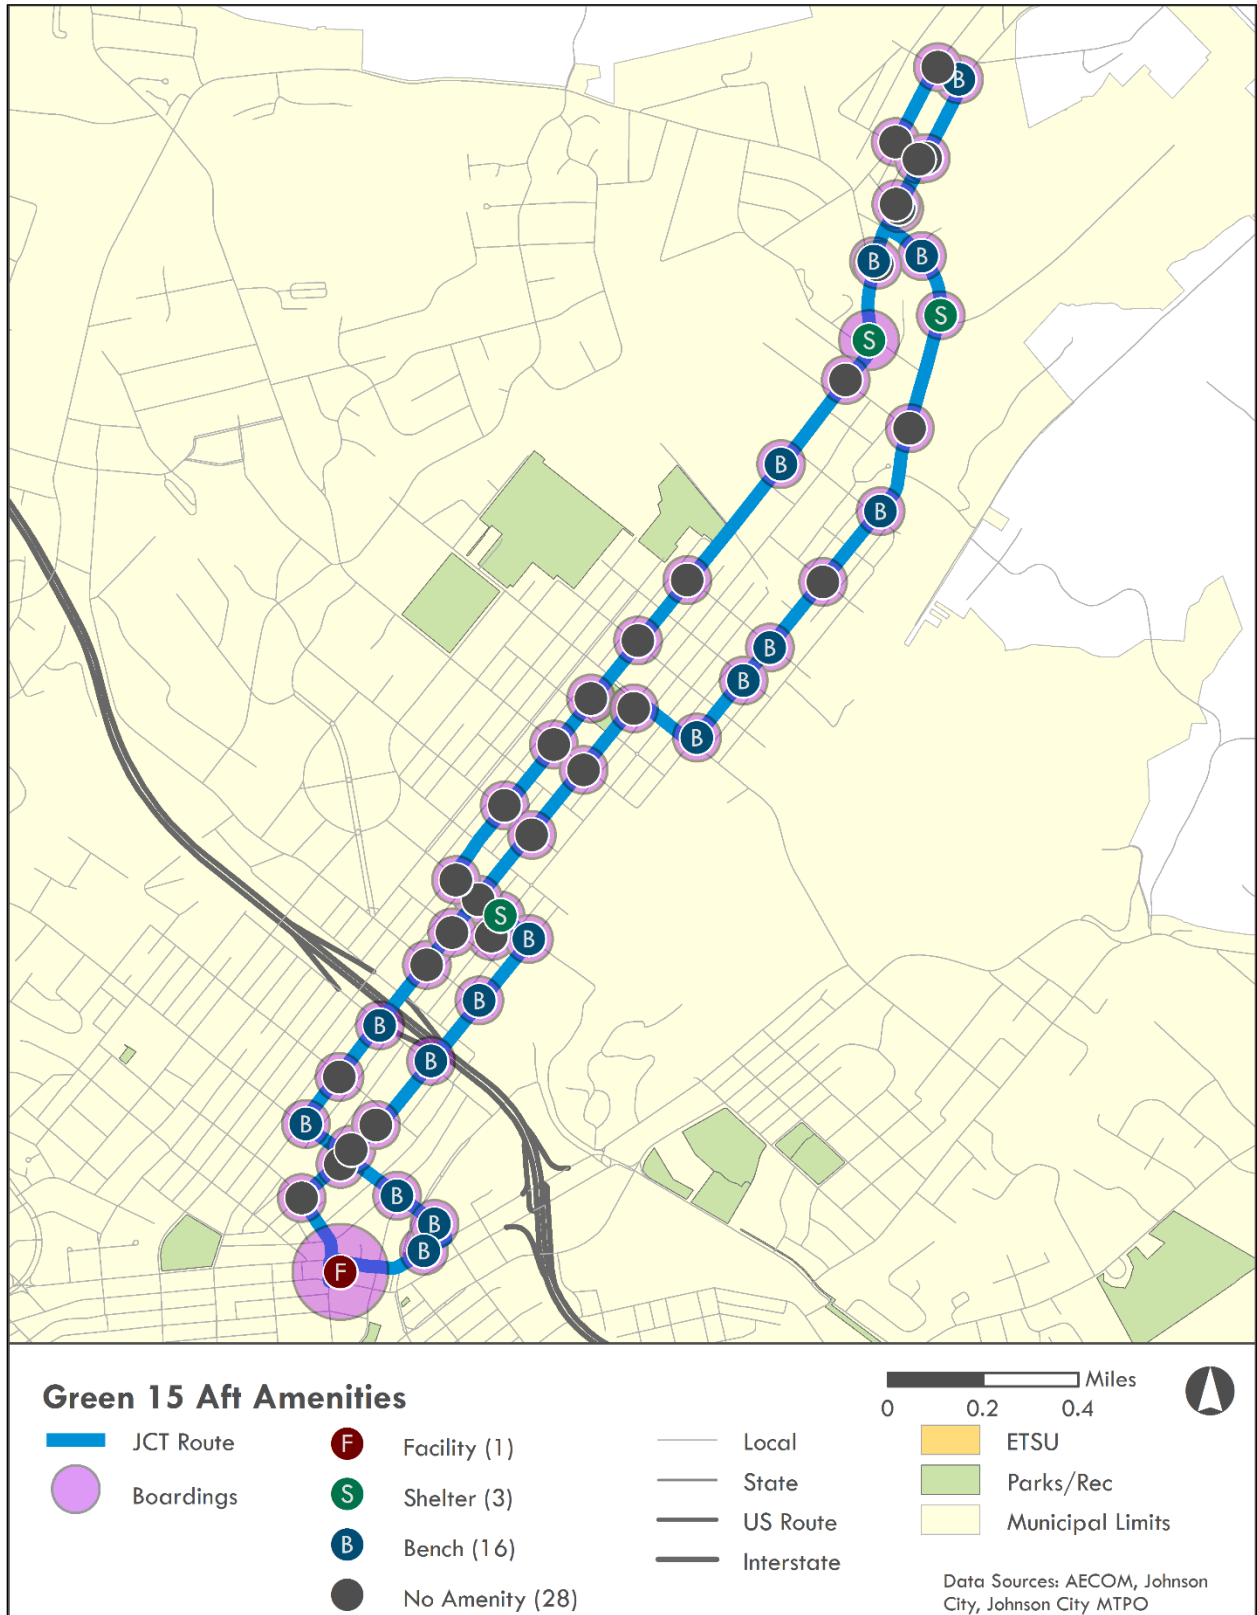 B
B
B
S
S
B
B
B
B
B
S
B
B
B
B
B
B
B
B
F
Green 15 Aft Amenities
JCT Route
Boardings
F Facility (1)
S Shelter (3)
B Bench (16)
No Amenity (28)
Local
State
US Route
Interstate
Miles
0 0.2 0.4
ETSU
Parks/Rec
Municipal Limits
Data Sources: AECOM, Johnson
City, Johnson City MTPO